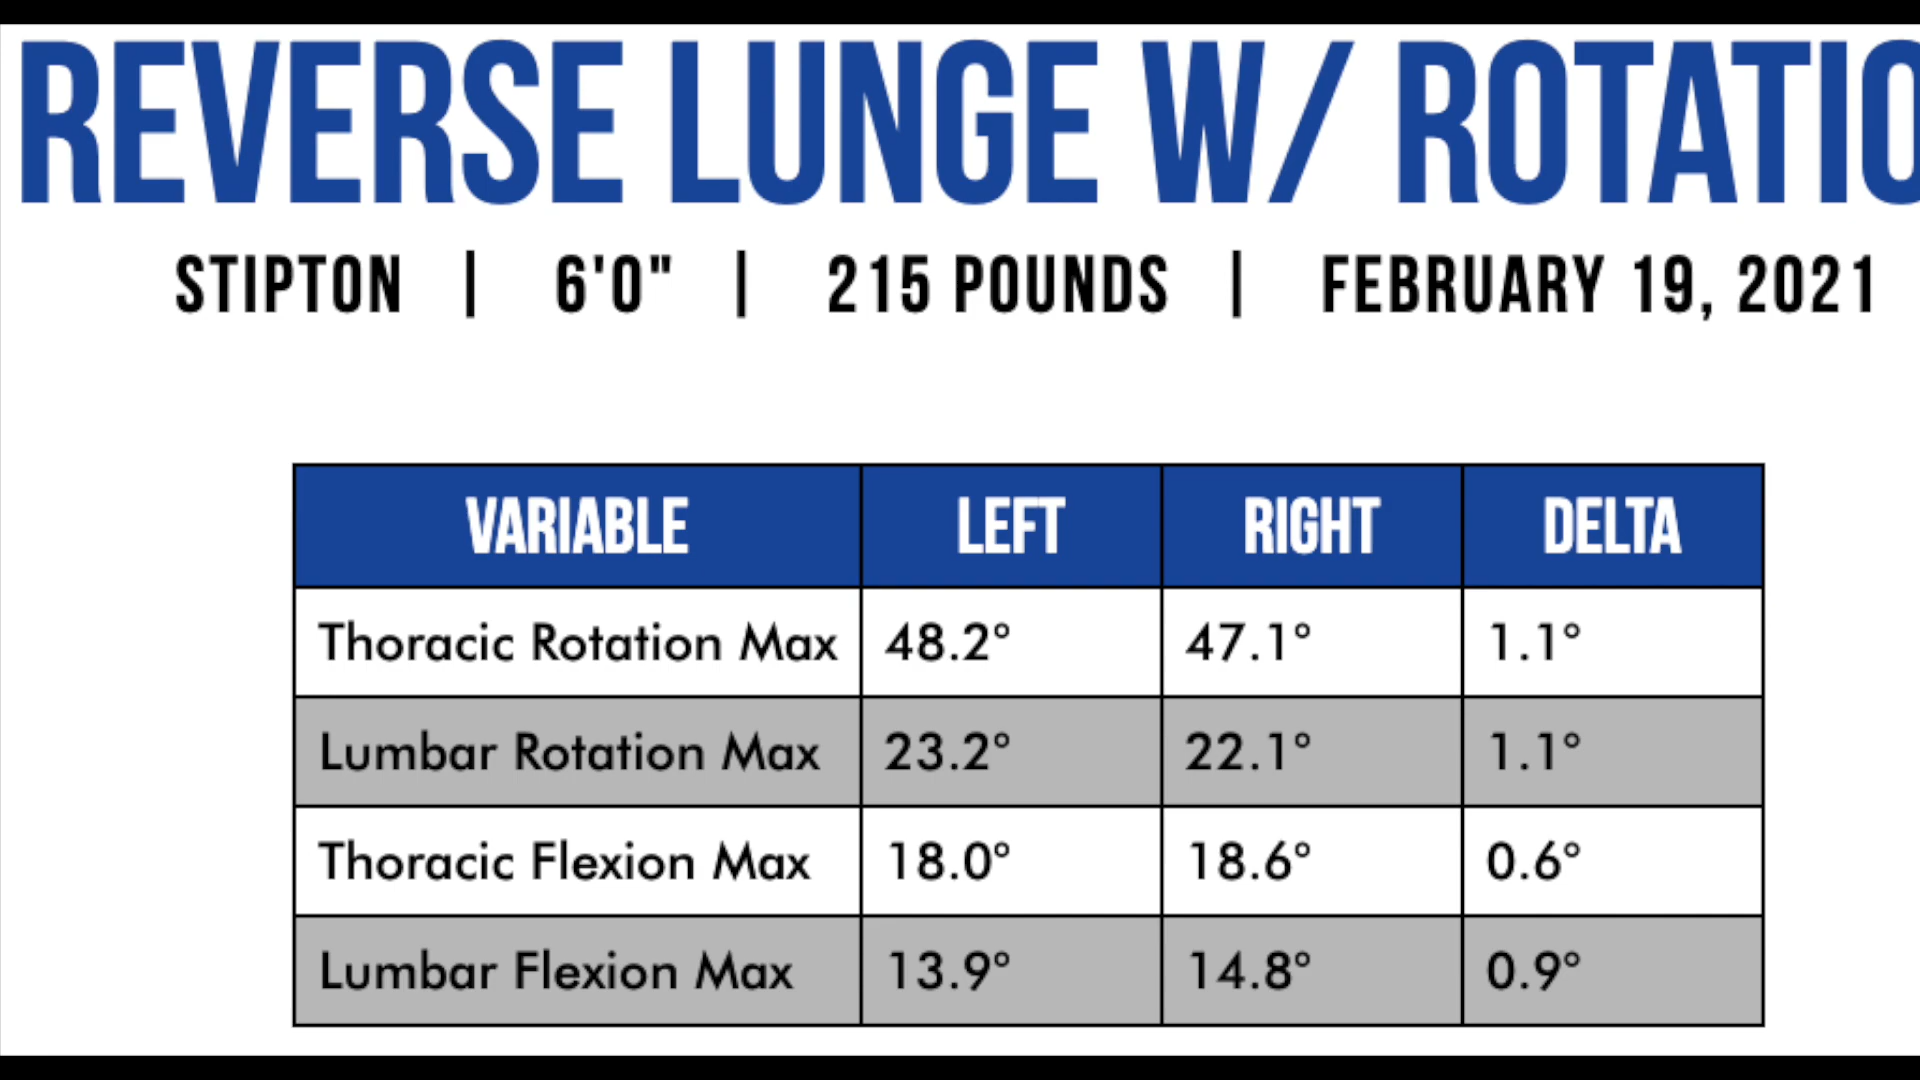 REVERSE LUNGE W/ ROTATIO
STIPTON | 6'0" | 215 POUNDS | FEBRUARY 19, 2021
VARIABLE LEFT RIGHT DELTA
Thoracic Rotation Max 48.2° 47.1° 1.1°
Lumbar Rotation Max 23.2° 22.1° 1.1°
Thoracic Flexion Max 18.0° 18.6° 0.6°
Lumbar Flexion Max 13.9° 14.8° 0.9°